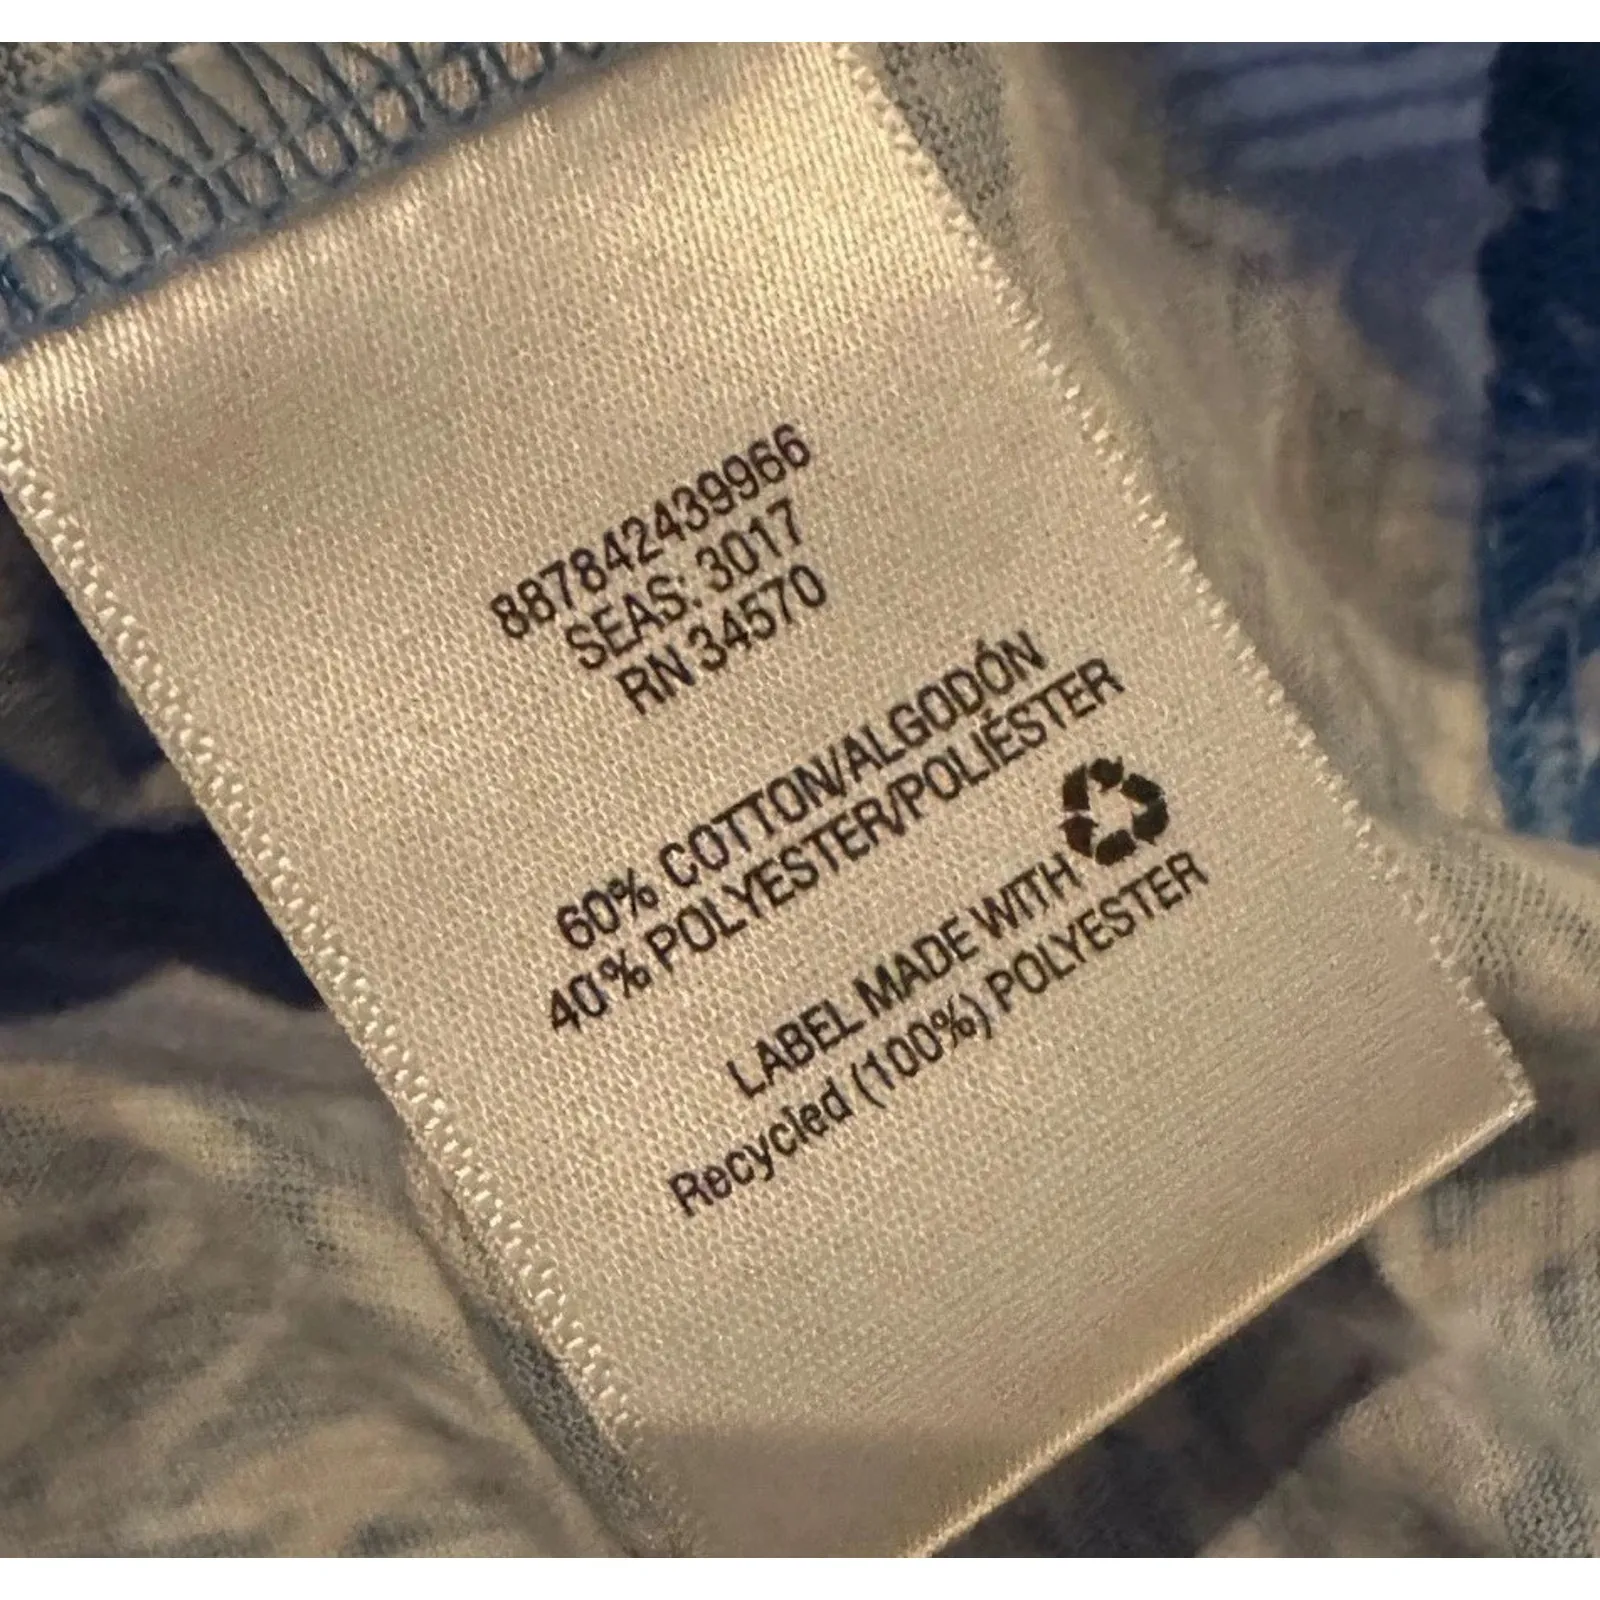 887842439966
SEAS: 3017
RN 34570
60% COTTON/ALGODÓN
40% POLYESTER/POLIÉSTER
LABEL MADE WITH
Recycled (100%) POLYESTER